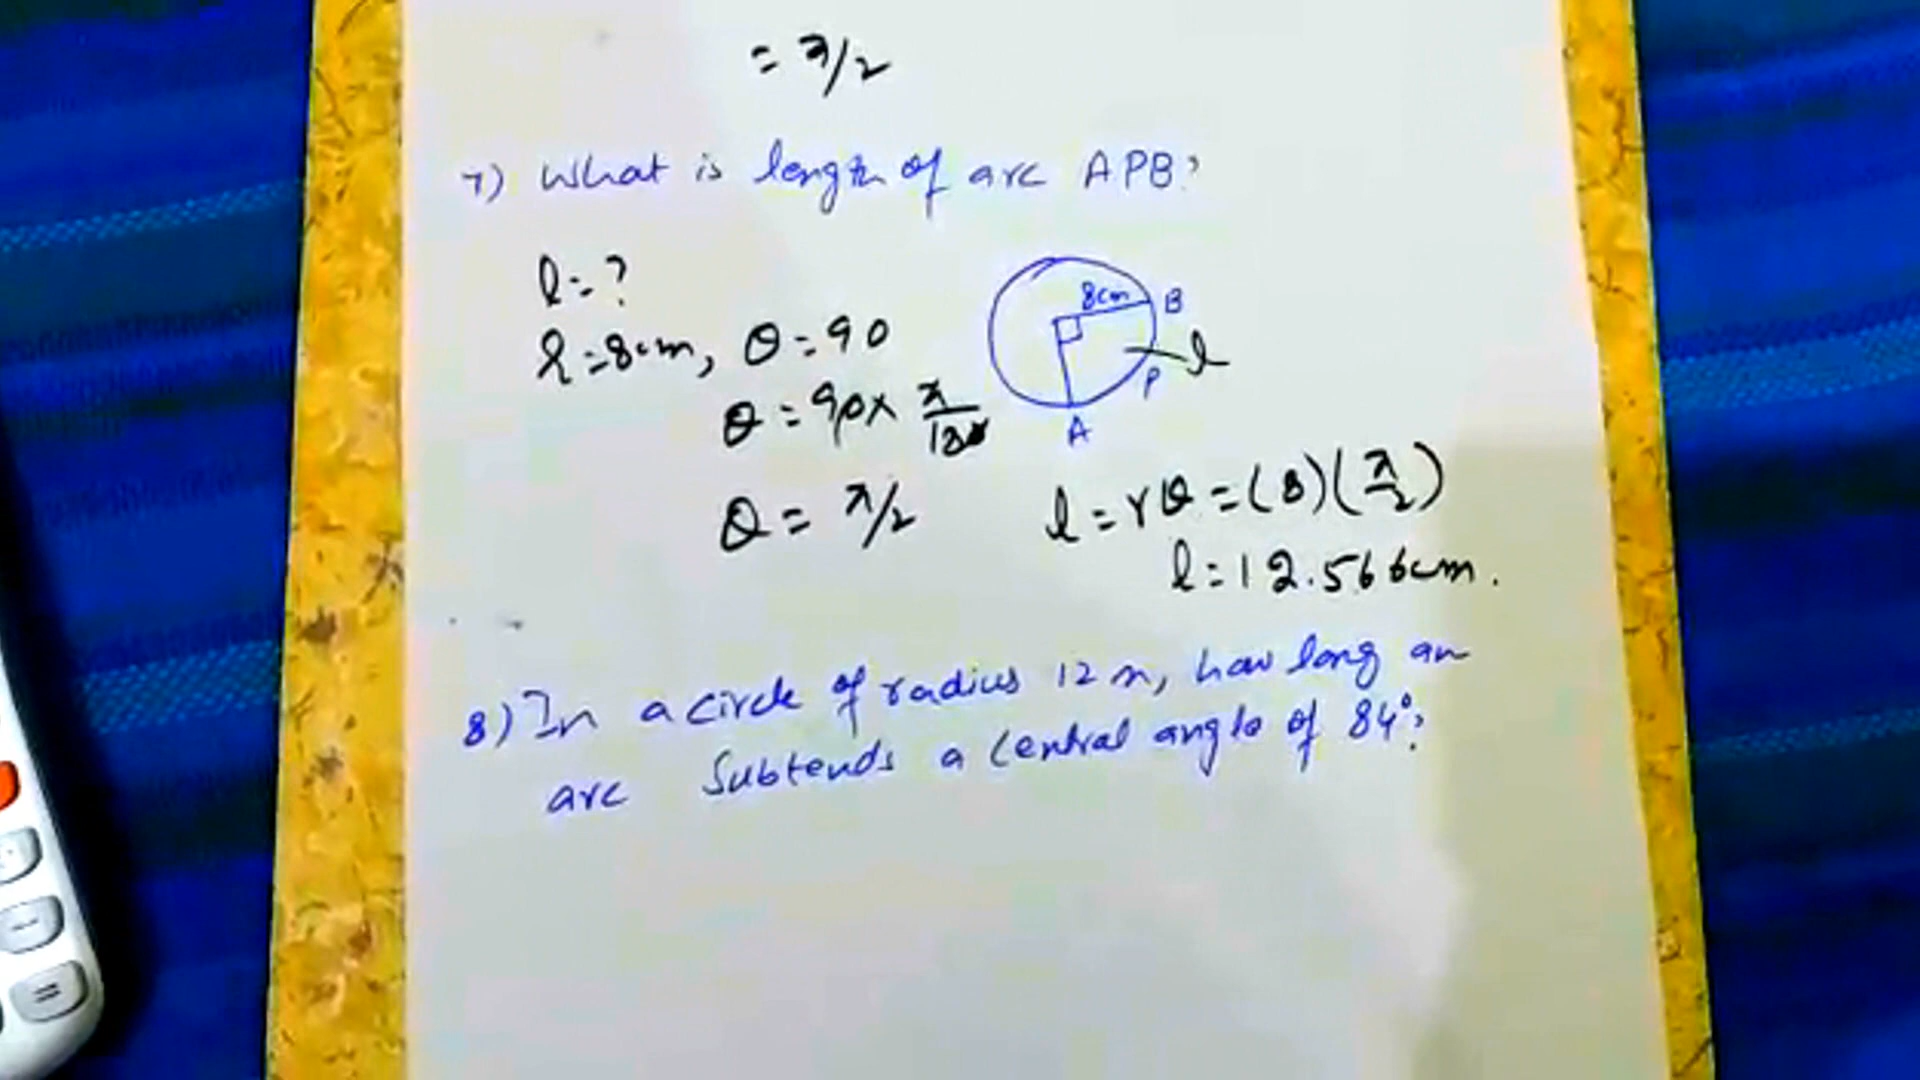 = π/2
7) What is length of arc APB?
l = ?
r = 8cm, θ = 90
8cm B
l
P
A
θ = 90 x π/180
θ = π/2
l = rθ = (8)(π/2)
l = 12.566cm.
8) In a circle of radius 12 m, how long an
arc subtends a central angle of 84°?
=